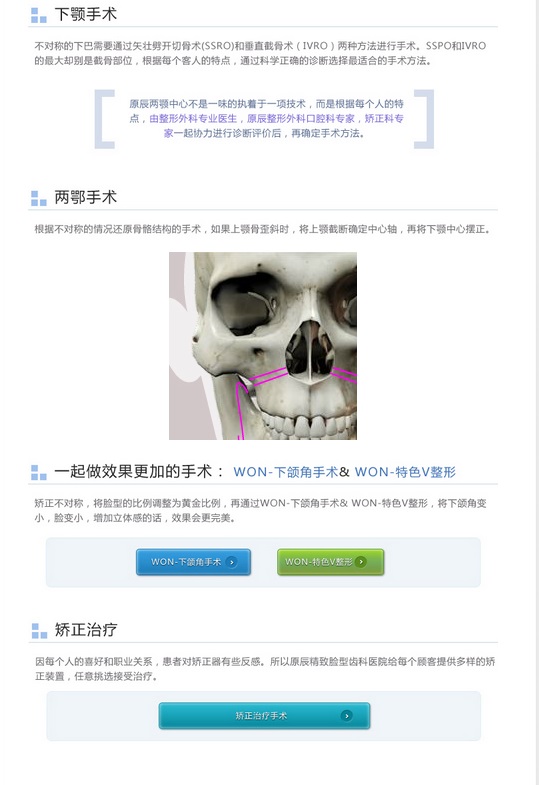 下颚手术
不对称的下巴需要通过矢壮劈开切骨术(SSRO)和垂直截骨术（IVRO）两种方法进行手术。SSPO和IVRO
的最大却别是截骨部位，根据每个客人的特点，通过科学正确的诊断选择最适合的手术方法。
原辰两颚中心不是一味的执着于一项技术，而是根据每个人的特
点，由整形外科专业医生，原辰整形外科口腔科专家，矫正科专
家一起协力进行诊断评价后，再确定手术方法。
两鄂手术
根据不对称的情况还原骨骼结构的手术，如果上颚骨歪斜时，将上颚截断确定中心轴，再将下颚中心摆正。
一起做效果更加的手术： WON-下颌角手术& WON-特色V整形
矫正不对称，将脸型的比例调整为黄金比例，再通过WON-下颌角手术& WON-特色V整形，将下颌角变
小，脸变小，增加立体感的话，效果会更完美。
WON-下颌角手术
WON-特色V整形
矫正治疗
因每个人的喜好和职业关系，患者对矫正器有些反感。所以原辰精致脸型齿科医院给每个顾客提供多样的矫
正装置，任意挑选接受治疗。
矫正治疗手术